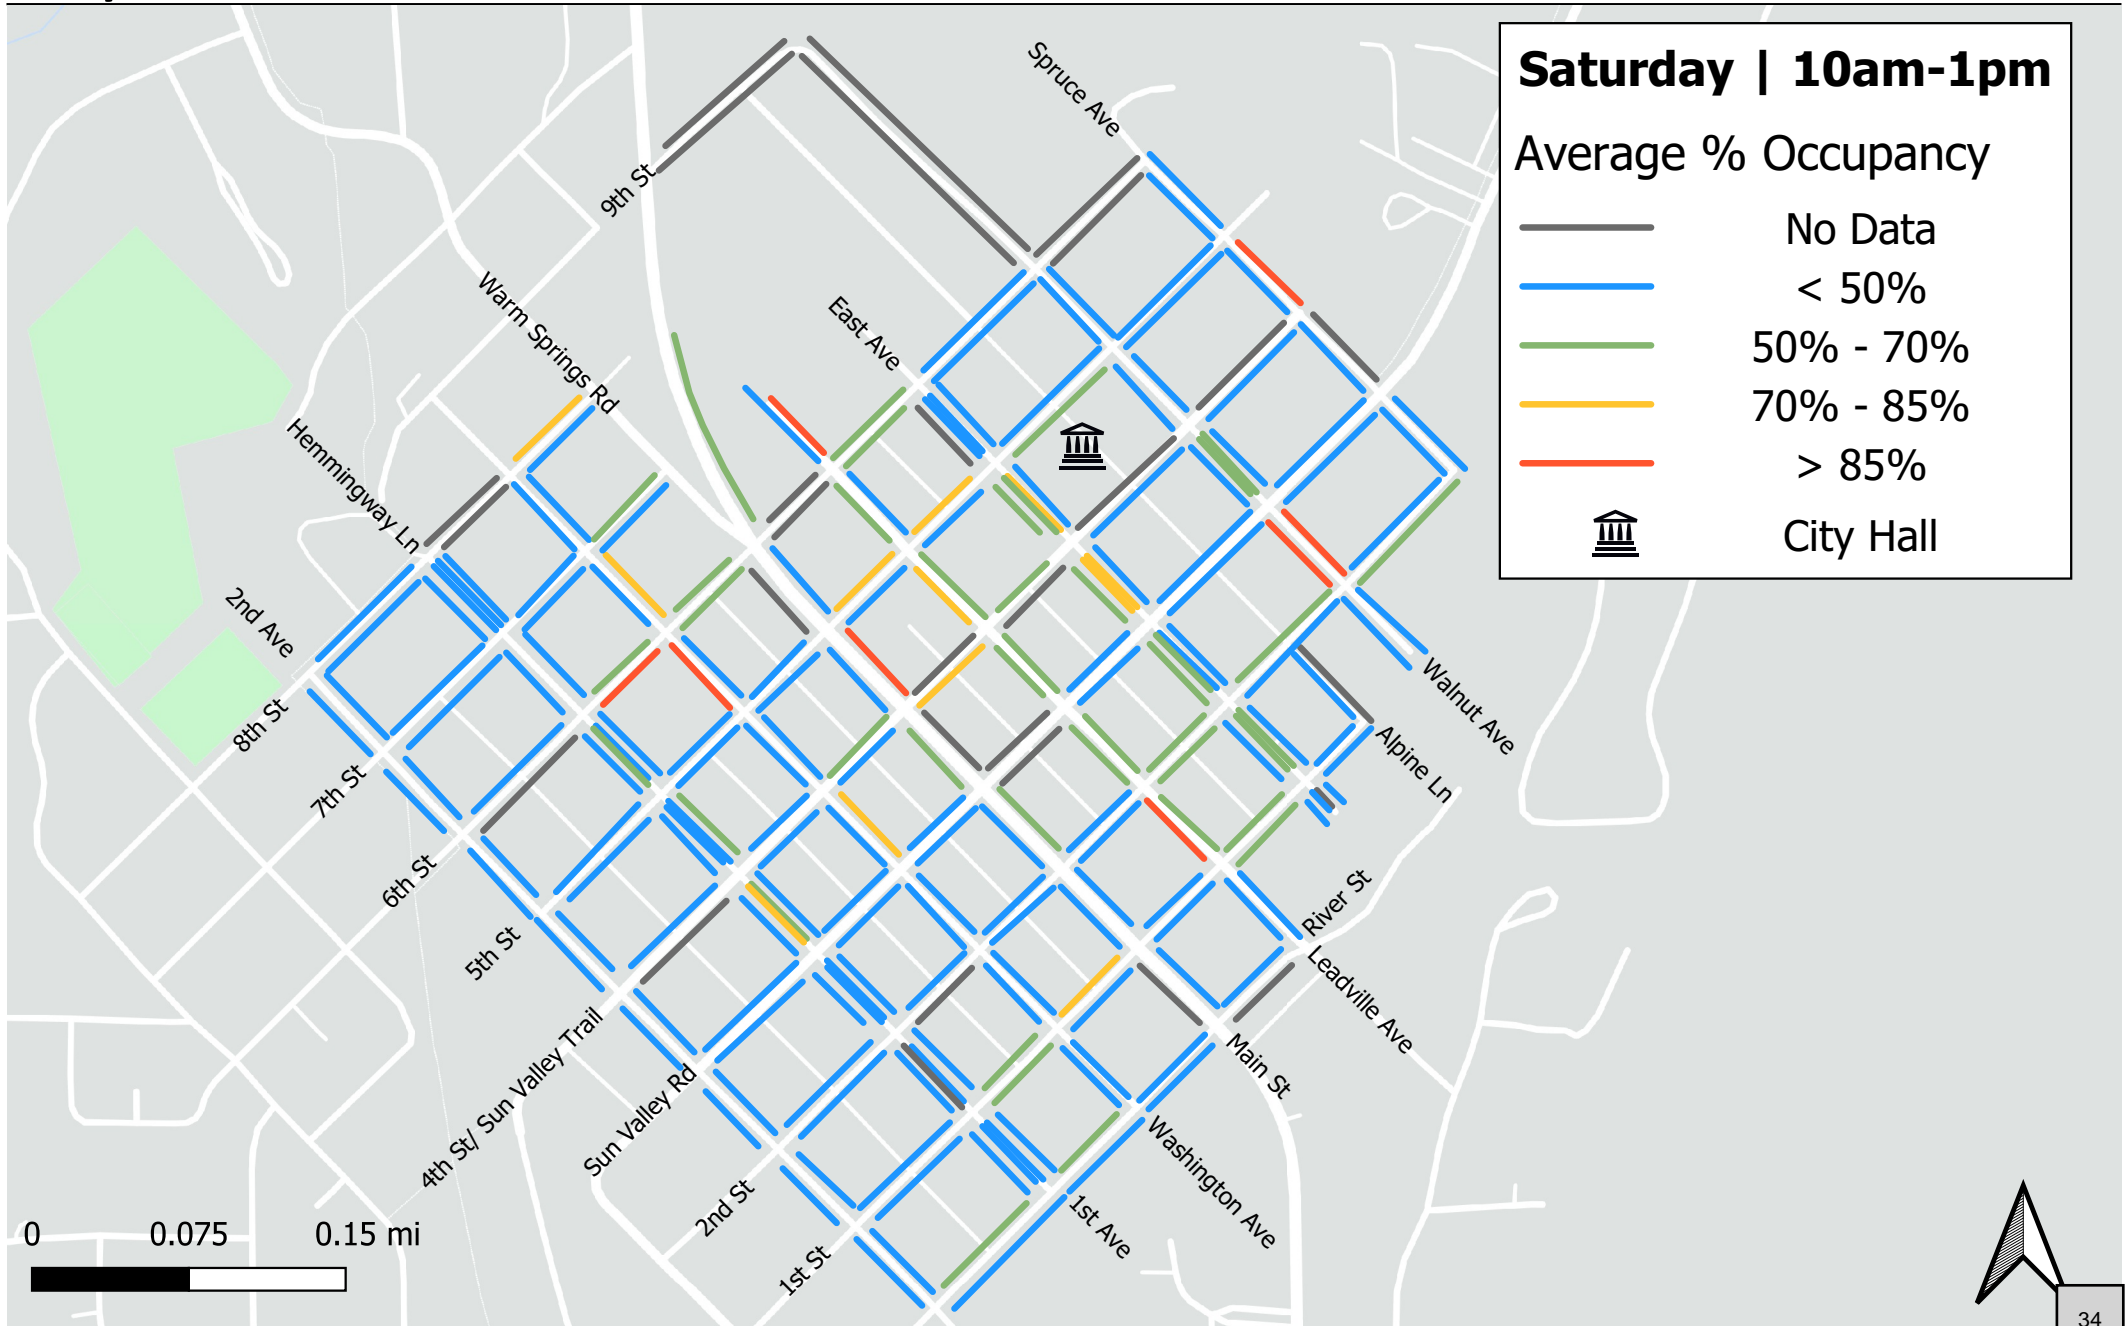 Saturday | 10am-1pm
Average % Occupancy
No Data
< 50%
50% - 70%
70% - 85%
> 85%
City Hall
Spruce Ave
9th St
East Ave
Warm Springs Rd
Hemmingway Ln
2nd Ave
8th St
7th St
6th St
5th St
4th St/ Sun Valley Trail
Sun Valley Rd
2nd St
1st St
1st Ave
Washington Ave
Main St
Leadville Ave
River St
Alpine Ln
Walnut Ave
0 0.075 0.15 mi
34